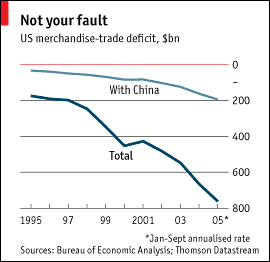 Not your fault
US merchandise-trade deficit, $bn
0
–
200
400
600
800
With China
Total
1995 97 99 2001 03 05*
*Jan-Sept annualised rate
Sources: Bureau of Economic Analysis; Thomson Datastream